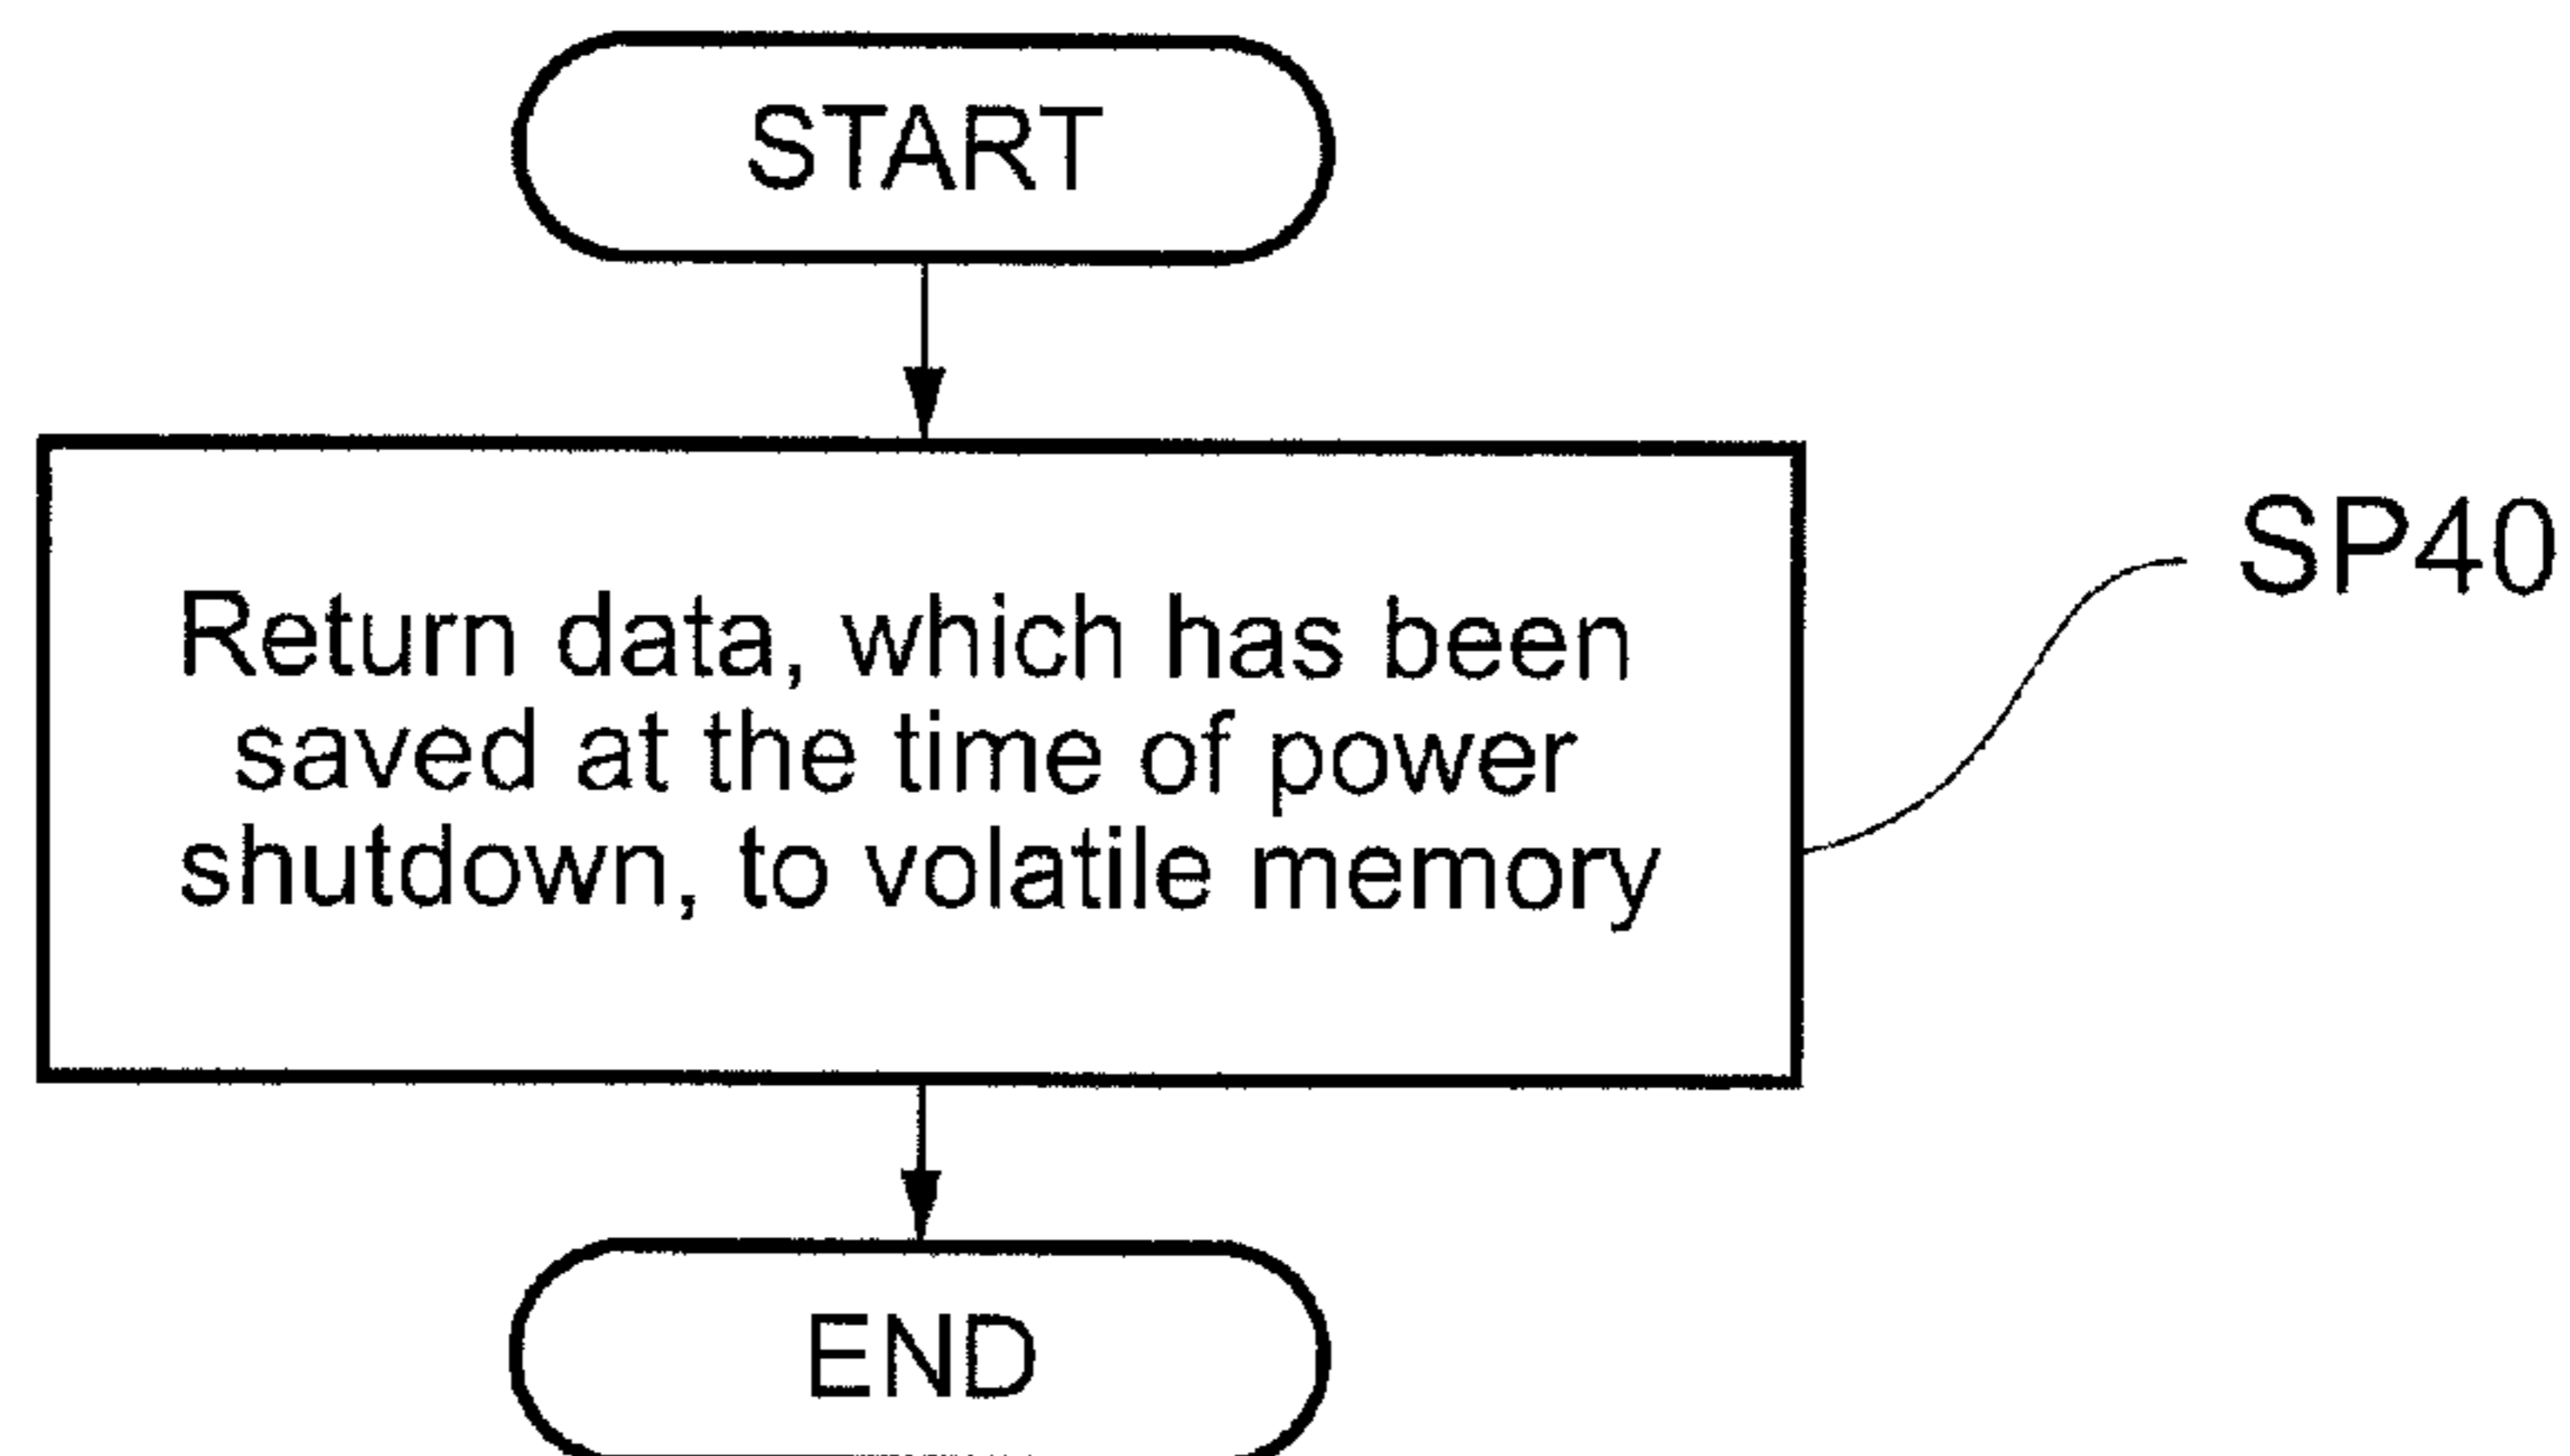 START
SP40
Return data, which has been
saved at the time of power
shutdown, to volatile memory
END